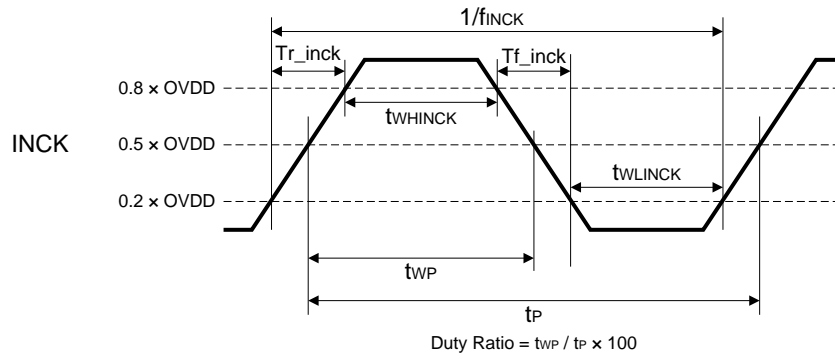 1/fINCK
Tr_inck
Tf_inck
0.8 × OVDD
tWHINCK
INCK
0.5 × OVDD
tWLINCK
0.2 × OVDD
tWP
tP
Duty Ratio = tWP / tP × 100